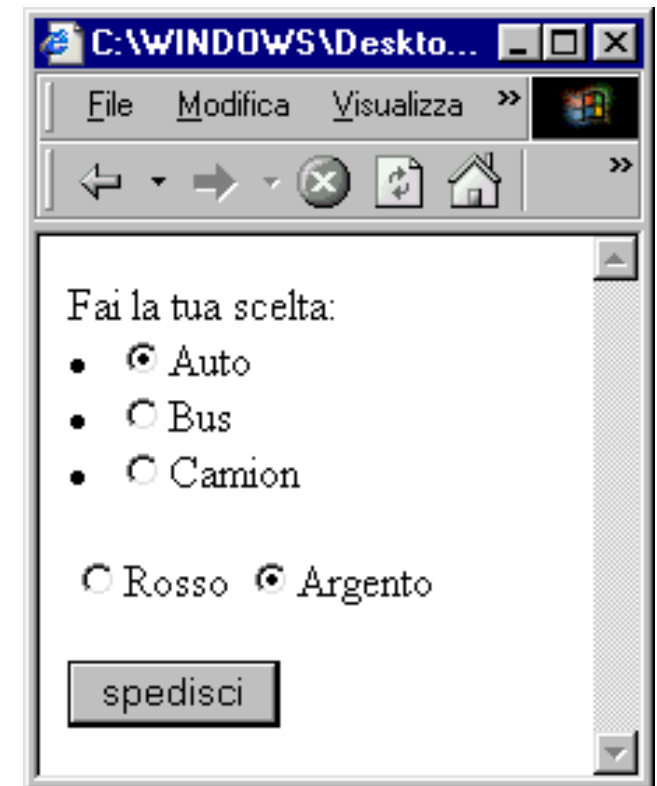 C:\WINDOWS\Deskto...
File Modifica Visualizza »
»
Fai la tua scelta:
• Auto
• Bus
• Camion
Rosso Argento
spedisci